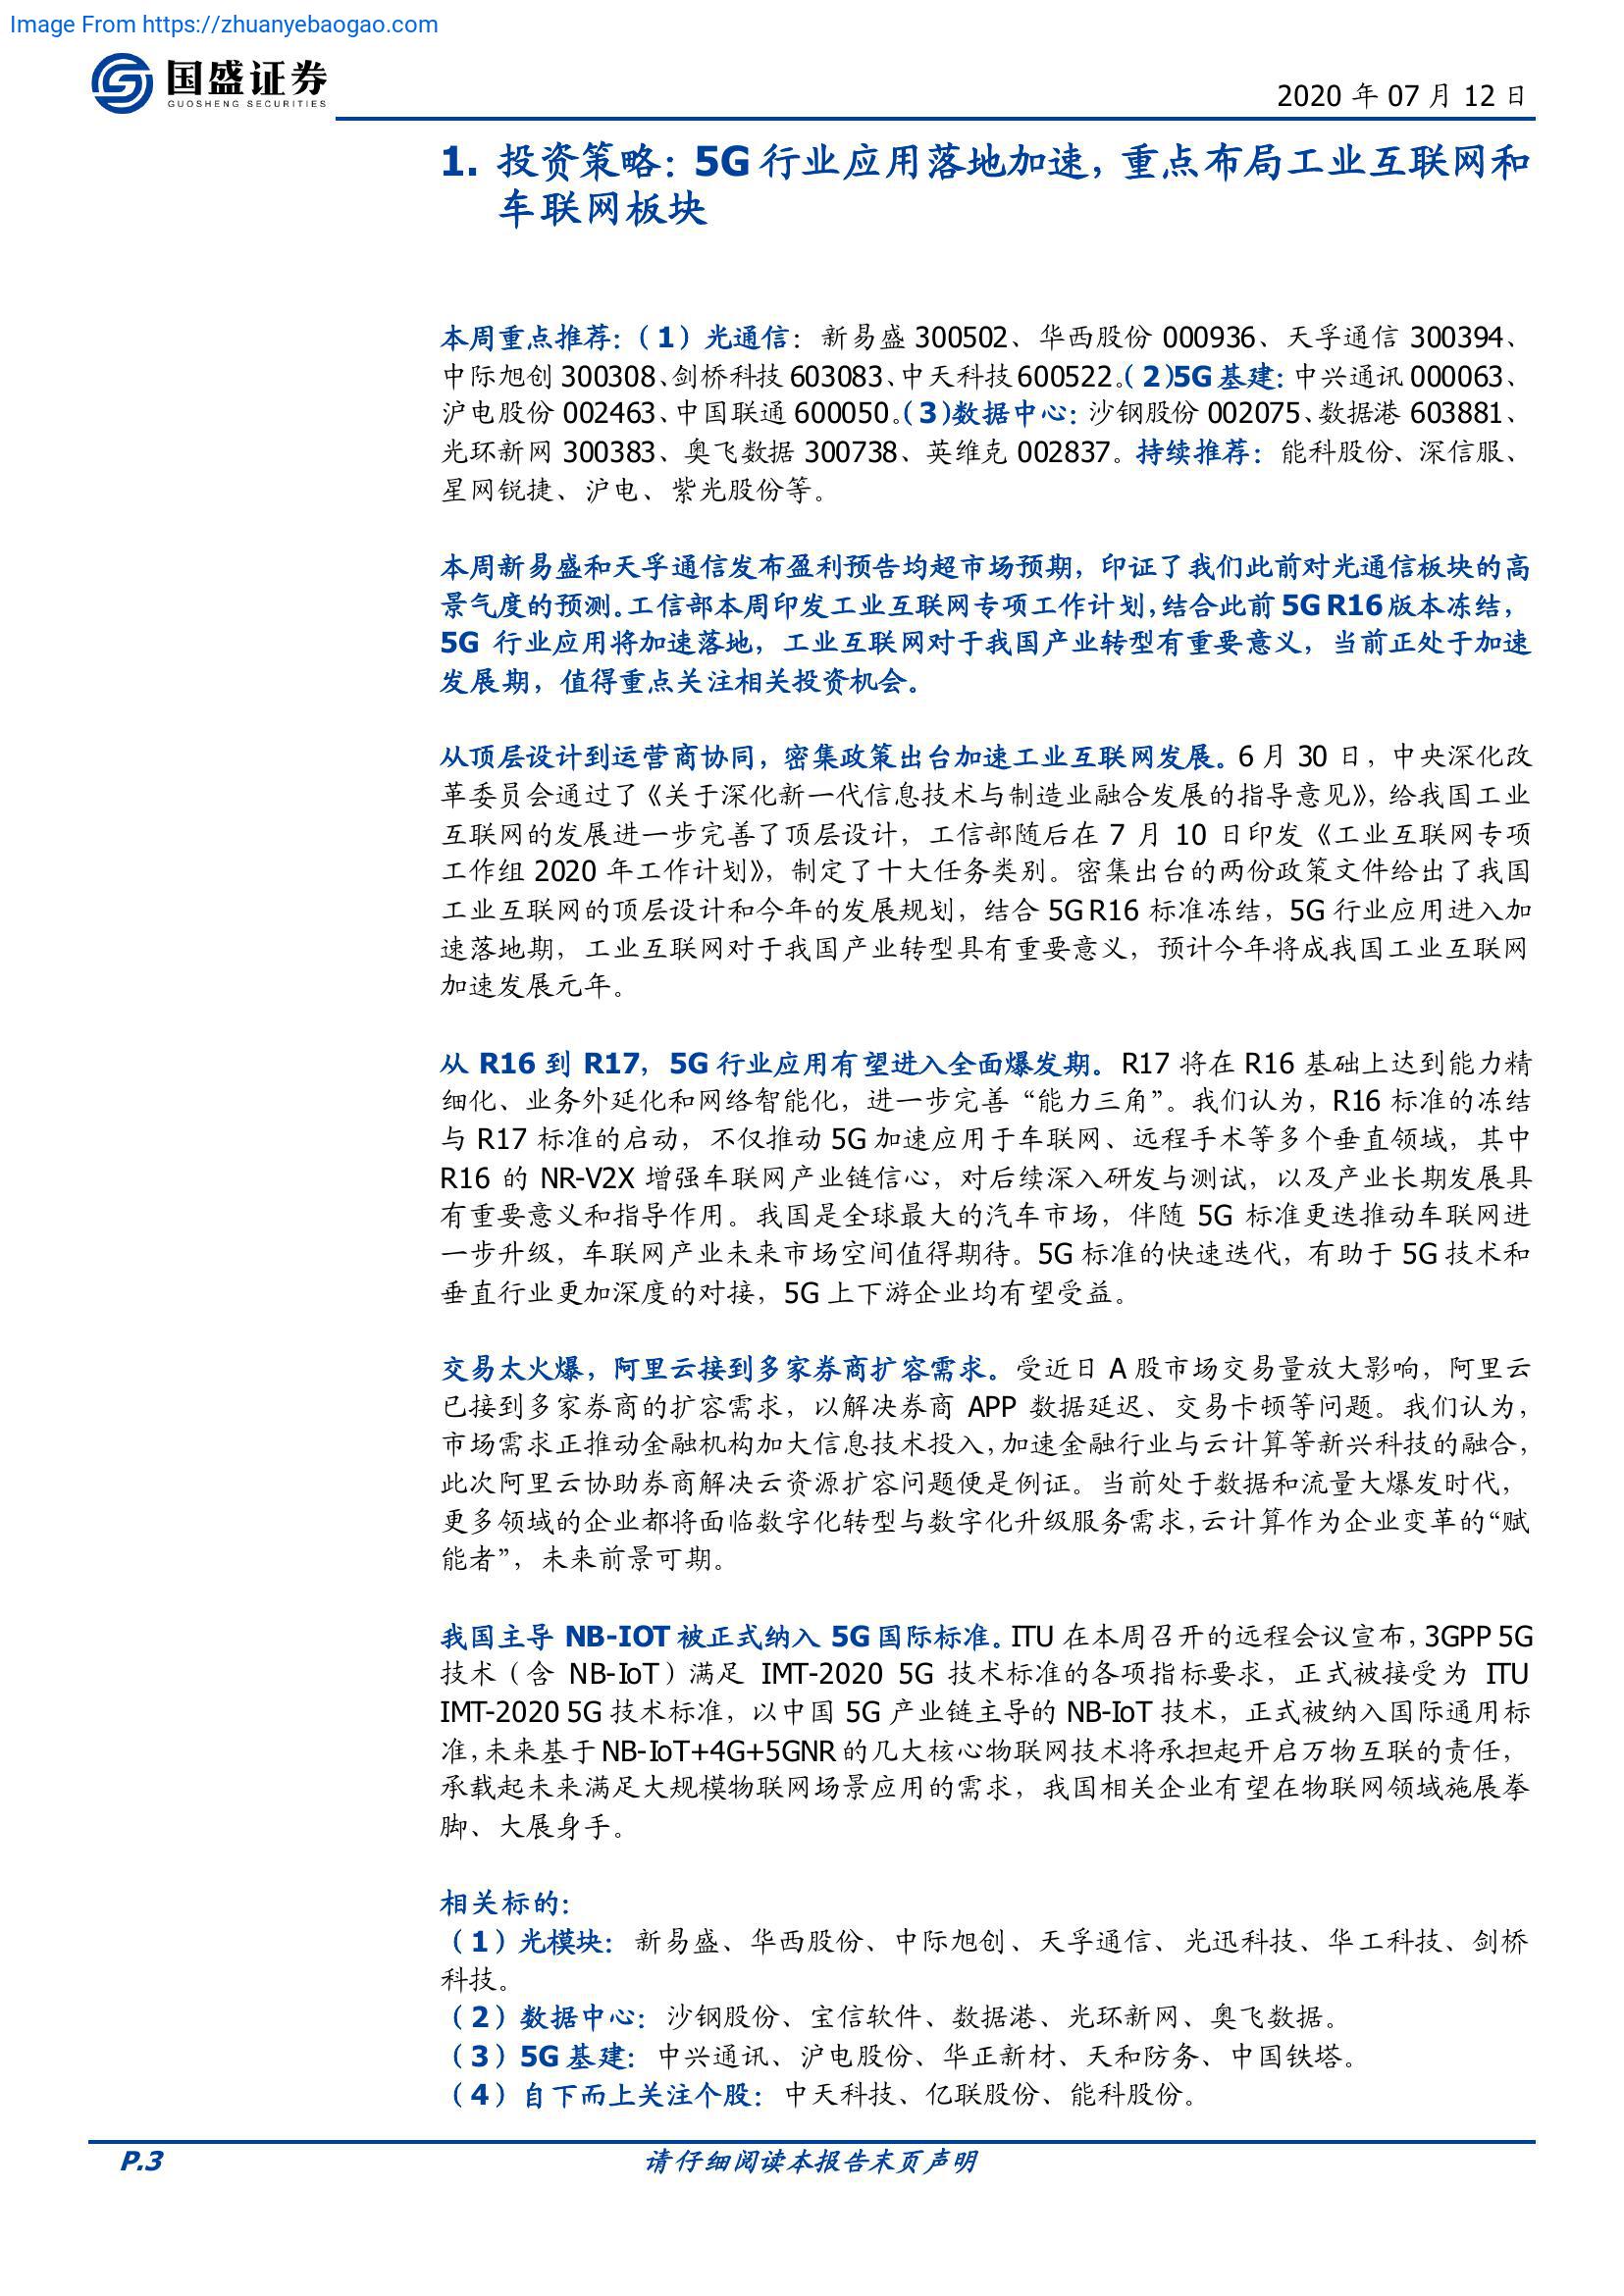 Image From https://zhuanyebaogao.com
国盛证券
GUOSHENG SECURITIES
2020 年 07 月 12 日
1. 投资策略：5G 行业应用落地加速，重点布局工业互联网和
车联网板块
本周重点推荐：（1）光通信：新易盛 300502、华西股份 000936、天孚通信 300394、
中际旭创 300308、剑桥科技 603083、中天科技 600522。（2）5G 基建：中兴通讯 000063、
沪电股份 002463、中国联通 600050。（3）数据中心：沙钢股份 002075、数据港 603881、
光环新网 300383、奥飞数据 300738、英维克 002837。持续推荐：能科股份、深信服、
星网锐捷、沪电、紫光股份等。
本周新易盛和天孚通信发布盈利预告均超市场预期，印证了我们此前对光通信板块的高
景气度的预测。工信部本周印发工业互联网专项工作计划，结合此前 5G R16 版本冻结，
5G 行业应用将加速落地，工业互联网对于我国产业转型有重要意义，当前正处于加速
发展期，值得重点关注相关投资机会。
从顶层设计到运营商协同，密集政策出台加速工业互联网发展。6 月 30 日，中央深化改
革委员会通过了《关于深化新一代信息技术与制造业融合发展的指导意见》，给我国工业
互联网的发展进一步完善了顶层设计，工信部随后在 7 月 10 日印发《工业互联网专项
工作组 2020 年工作计划》，制定了十大任务类别。密集出台的两份政策文件给出了我国
工业互联网的顶层设计和今年的发展规划，结合 5G R16 标准冻结，5G 行业应用进入加
速落地期，工业互联网对于我国产业转型具有重要意义，预计今年将成我国工业互联网
加速发展元年。
从 R16 到 R17，5G 行业应用有望进入全面爆发期。R17 将在 R16 基础上达到能力精
细化、业务外延化和网络智能化，进一步完善“能力三角”。我们认为，R16 标准的冻结
与 R17 标准的启动，不仅推动 5G 加速应用于车联网、远程手术等多个垂直领域，其中
R16 的 NR-V2X 增强车联网产业链信心，对后续深入研发与测试，以及产业长期发展具
有重要意义和指导作用。我国是全球最大的汽车市场，伴随 5G 标准更迭推动车联网进
一步升级，车联网产业未来市场空间值得期待。5G 标准的快速迭代，有助于 5G 技术和
垂直行业更加深度的对接，5G 上下游企业均有望受益。
交易太火爆，阿里云接到多家券商扩容需求。受近日 A 股市场交易量放大影响，阿里云
已接到多家券商的扩容需求，以解决券商 APP 数据延迟、交易卡顿等问题。我们认为，
市场需求正推动金融机构加大信息技术投入，加速金融行业与云计算等新兴科技的融合，
此次阿里云协助券商解决云资源扩容问题便是例证。当前处于数据和流量大爆发时代，
更多领域的企业都将面临数字化转型与数字化升级服务需求，云计算作为企业变革的“赋
能者”，未来前景可期。
我国主导 NB-IOT 被正式纳入 5G 国际标准。ITU 在本周召开的远程会议宣布，3GPP 5G
技术（含 NB-IoT）满足 IMT-2020 5G 技术标准的各项指标要求，正式被接受为 ITU
IMT-2020 5G 技术标准，以中国 5G 产业链主导的 NB-IoT 技术，正式被纳入国际通用标
准，未来基于 NB-IoT+4G+5GNR 的几大核心物联网技术将承担起开启万物互联的责任，
承载起未来满足大规模物联网场景应用的需求，我国相关企业有望在物联网领域施展拳
脚、大展身手。
相关标的：
（1）光模块：新易盛、华西股份、中际旭创、天孚通信、光迅科技、华工科技、剑桥
科技。
（2）数据中心：沙钢股份、宝信软件、数据港、光环新网、奥飞数据。
（3）5G 基建：中兴通讯、沪电股份、华正新材、天和防务、中国铁塔。
（4）自下而上关注个股：中天科技、亿联股份、能科股份。
P.3
请仔细阅读本报告末页声明